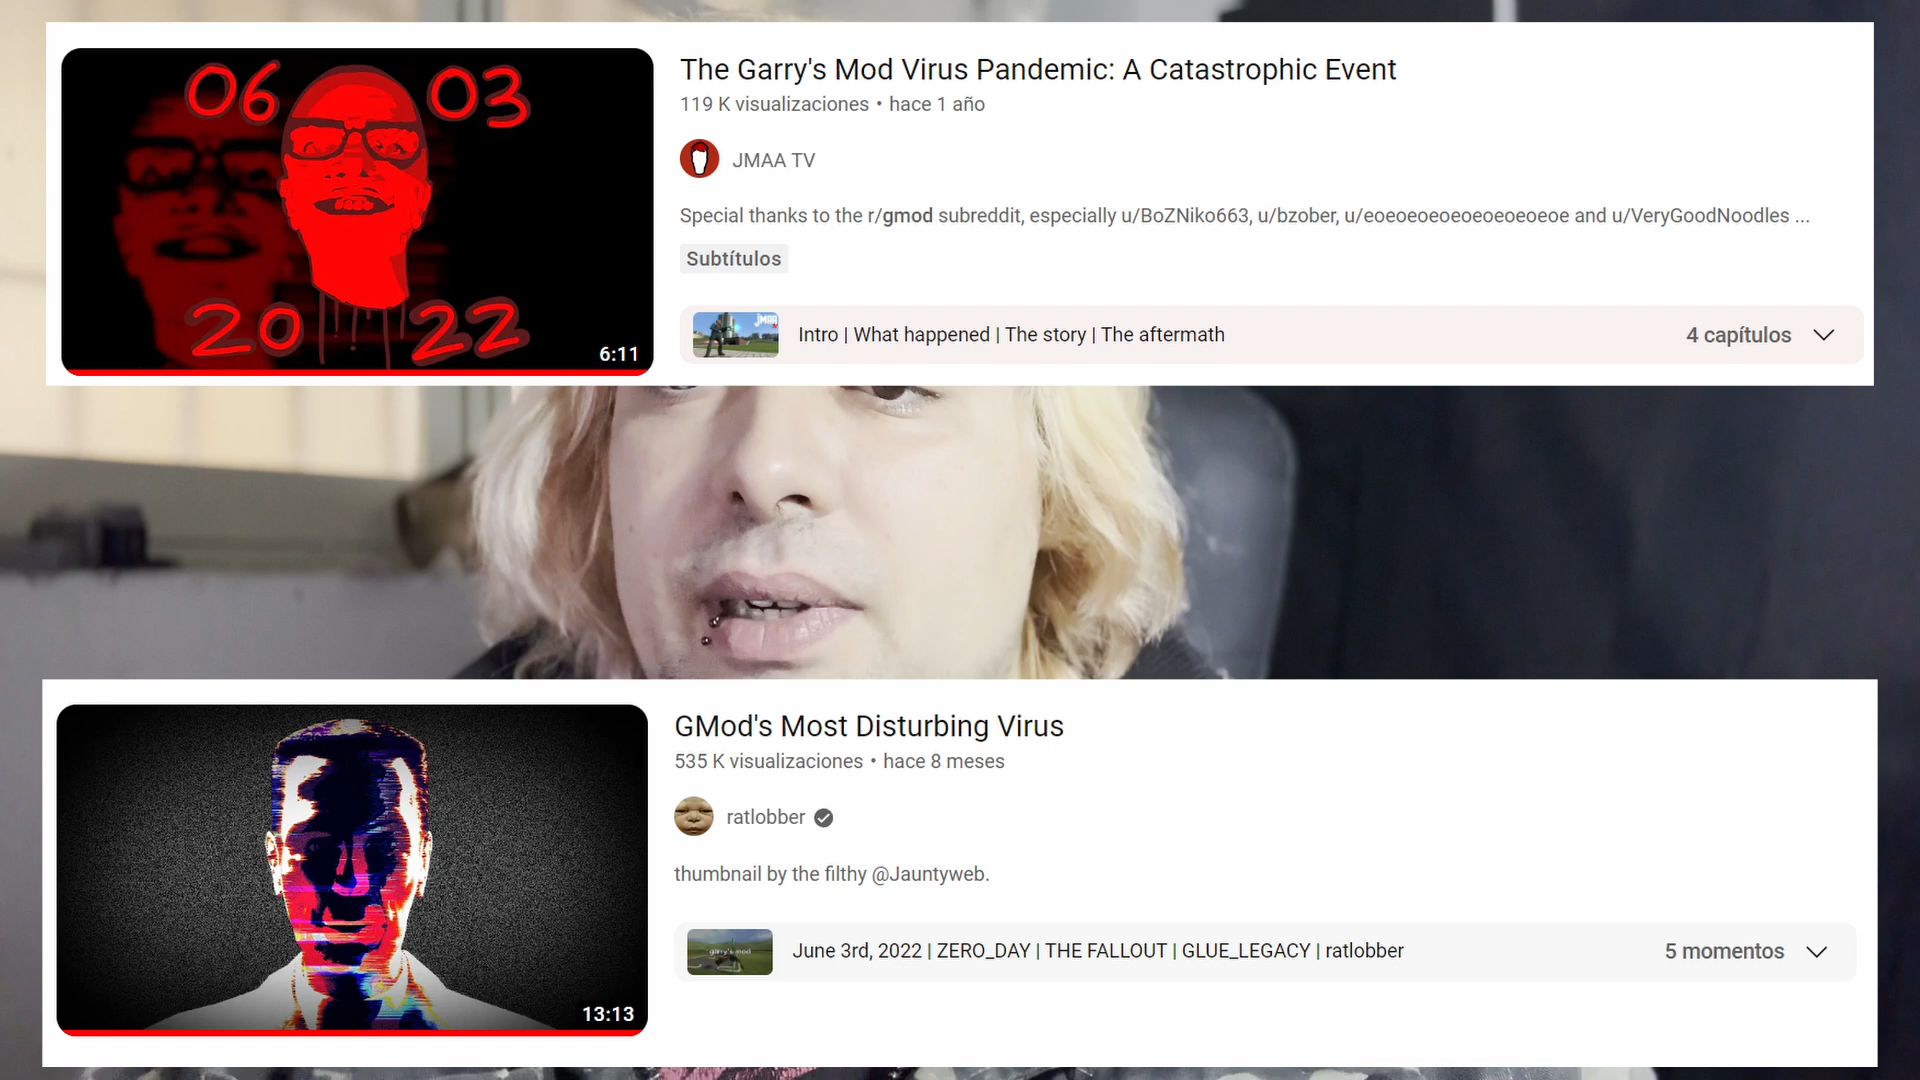 06 03
20 22
6:11
The Garry's Mod Virus Pandemic: A Catastrophic Event
119 K visualizaciones • hace 1 año
JMAA TV
Special thanks to the r/gmod subreddit, especially u/BoZNiko663, u/bzober, u/eoeoeoeoeoeoeoeoeoe and u/VeryGoodNoodles ...
Subtítulos
JMAA
Intro | What happened | The story | The aftermath
4 capítulos
13:13
GMod's Most Disturbing Virus
535 K visualizaciones • hace 8 meses
ratlobber
thumbnail by the filthy @Jauntyweb.
garry's mod
June 3rd, 2022 | ZERO_DAY | THE FALLOUT | GLUE_LEGACY | ratlobber
5 momentos